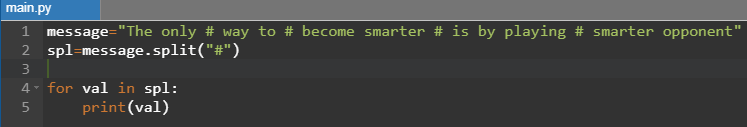 main.py
1 message="The only # way to # become smarter # is by playing # smarter opponent"
2 spl=message.split("#")
3
4 for val in spl:
5     print(val)